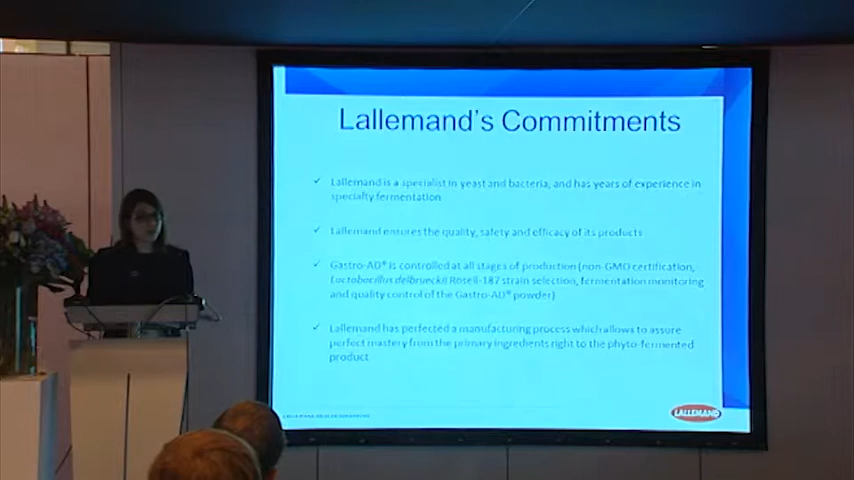 Lallemand's Commitments
✓ Lallemand is a specialist in yeast and bacteria, and has years of experience in
specialty fermentation
✓ Lallemand ensures the quality, safety and efficacy of its products
✓ Gastro-AD® is controlled at all stages of production (non-GMO certification,
Lactobacillus delbrueckii Rosell-187 strain selection, fermentation monitoring
and quality control of the Gastro-AD® powder)
✓ Lallemand has perfected a manufacturing process which allows to assure
perfect mastery from the primary ingredients right to the phyto-fermented
product
LALLEMAND